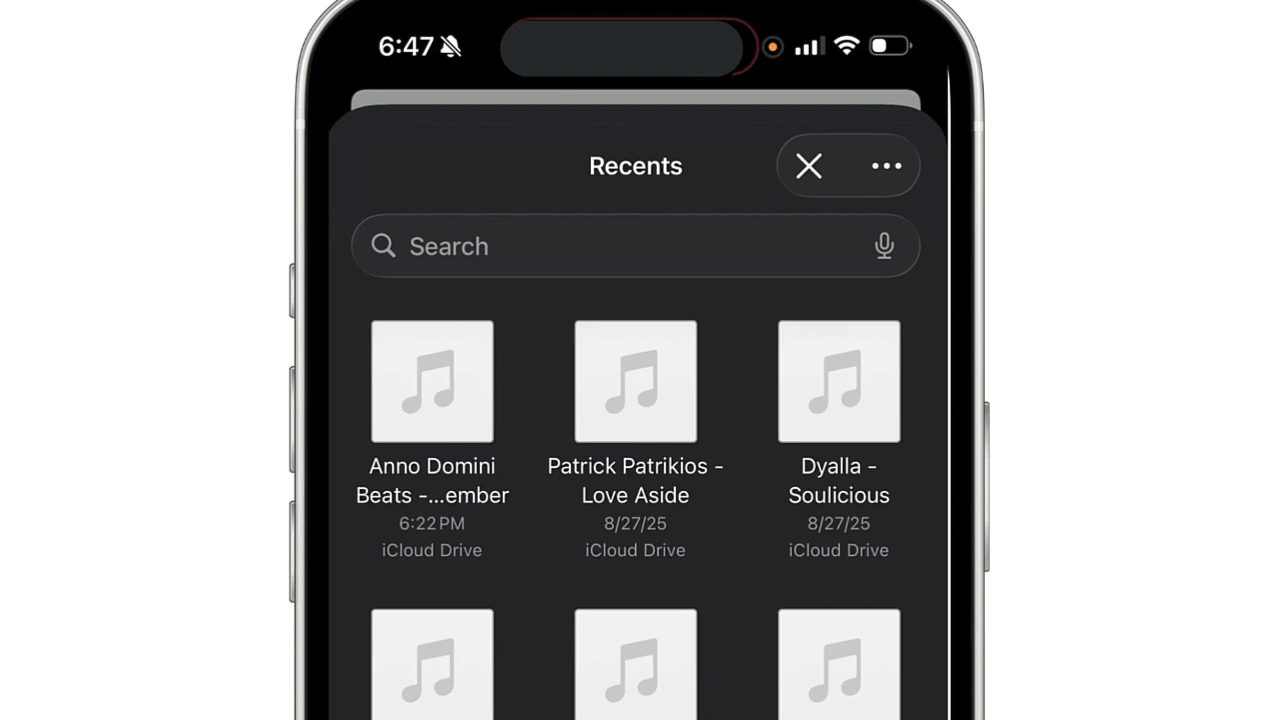 6:47
Recents
Search
Anno Domini
Beats -...ember
6:22 PM
iCloud Drive
Patrick Patrikios -
Love Aside
8/27/25
iCloud Drive
Dyalla -
Soulicious
8/27/25
iCloud Drive